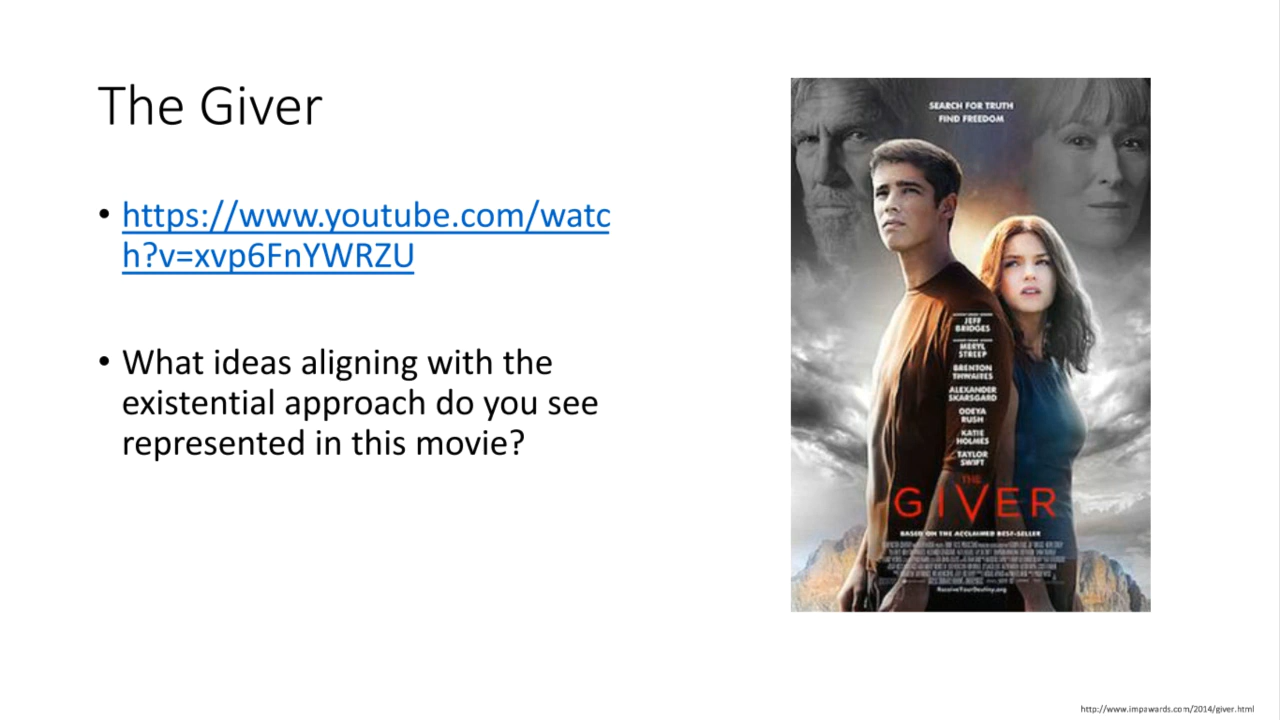 The Giver
• https://www.youtube.com/watc
h?v=xvp6FnYWRZU
• What ideas aligning with the
existential approach do you see
represented in this movie?
SEARCH FOR TRUTH
FIND FREEDOM
JEFF
BRIDGES
MERYL
STREEP
BRENTON
THWAITES
ALEXANDER
SKARSGARD
ODEYA
RUSH
KATIE
HOLMES
TAYLOR
SWIFT
THE
GIVER
BASED ON THE ACCLAIMED BEST-SELLER
ReceiveYourDestiny.org
http://www.impawards.com/2014/giver.html